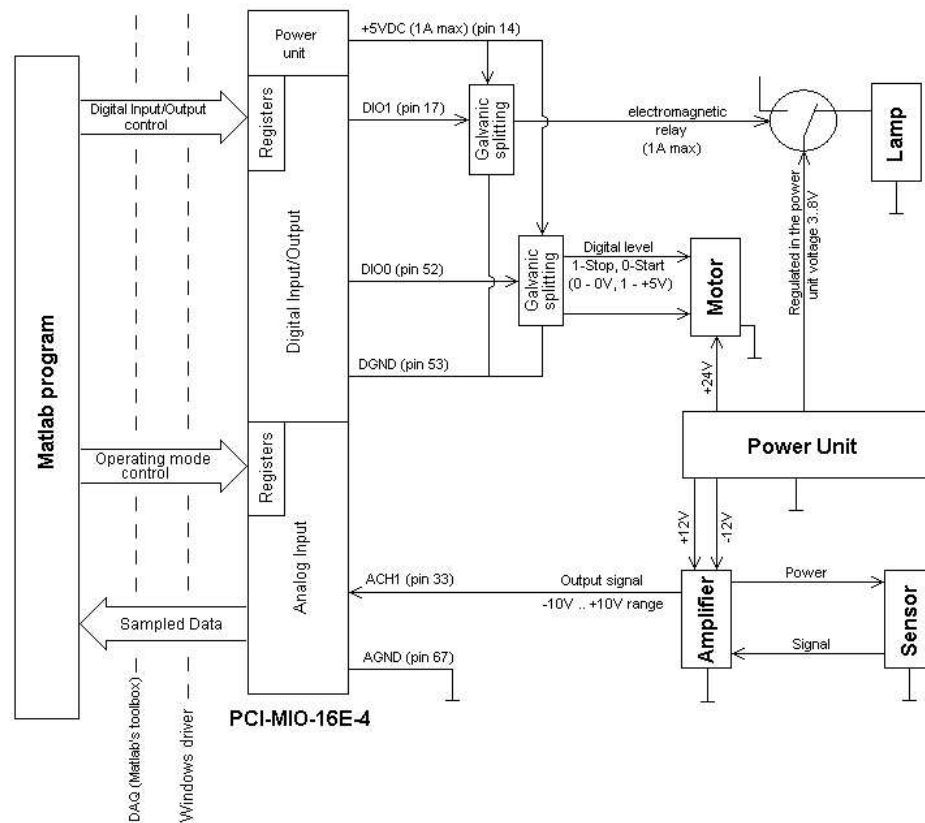 Matlab program
DAQ (Matlab's toolbox)
Windows driver
Digital Input/Output
control
Operating mode
control
Sampled Data
Power
unit
Registers
Digital Input/Output
Registers
Analog Input
PCI-MIO-16E-4
+5VDC (1A max) (pin 14)
DIO1 (pin 17)
DIO0 (pin 52)
DGND (pin 53)
ACH1 (pin 33)
AGND (pin 67)
Galvanic
splitting
Galvanic
splitting
electromagnetic
relay
(1A max)
Lamp
Regulated in the power
unit voltage 3..8V
Digital level
1-Stop, 0-Start
(0 - 0V, 1 - +5V)
Motor
+24V
Power Unit
+12V
-12V
Output signal
-10V .. +10V range
Amplifier
Power
Signal
Sensor